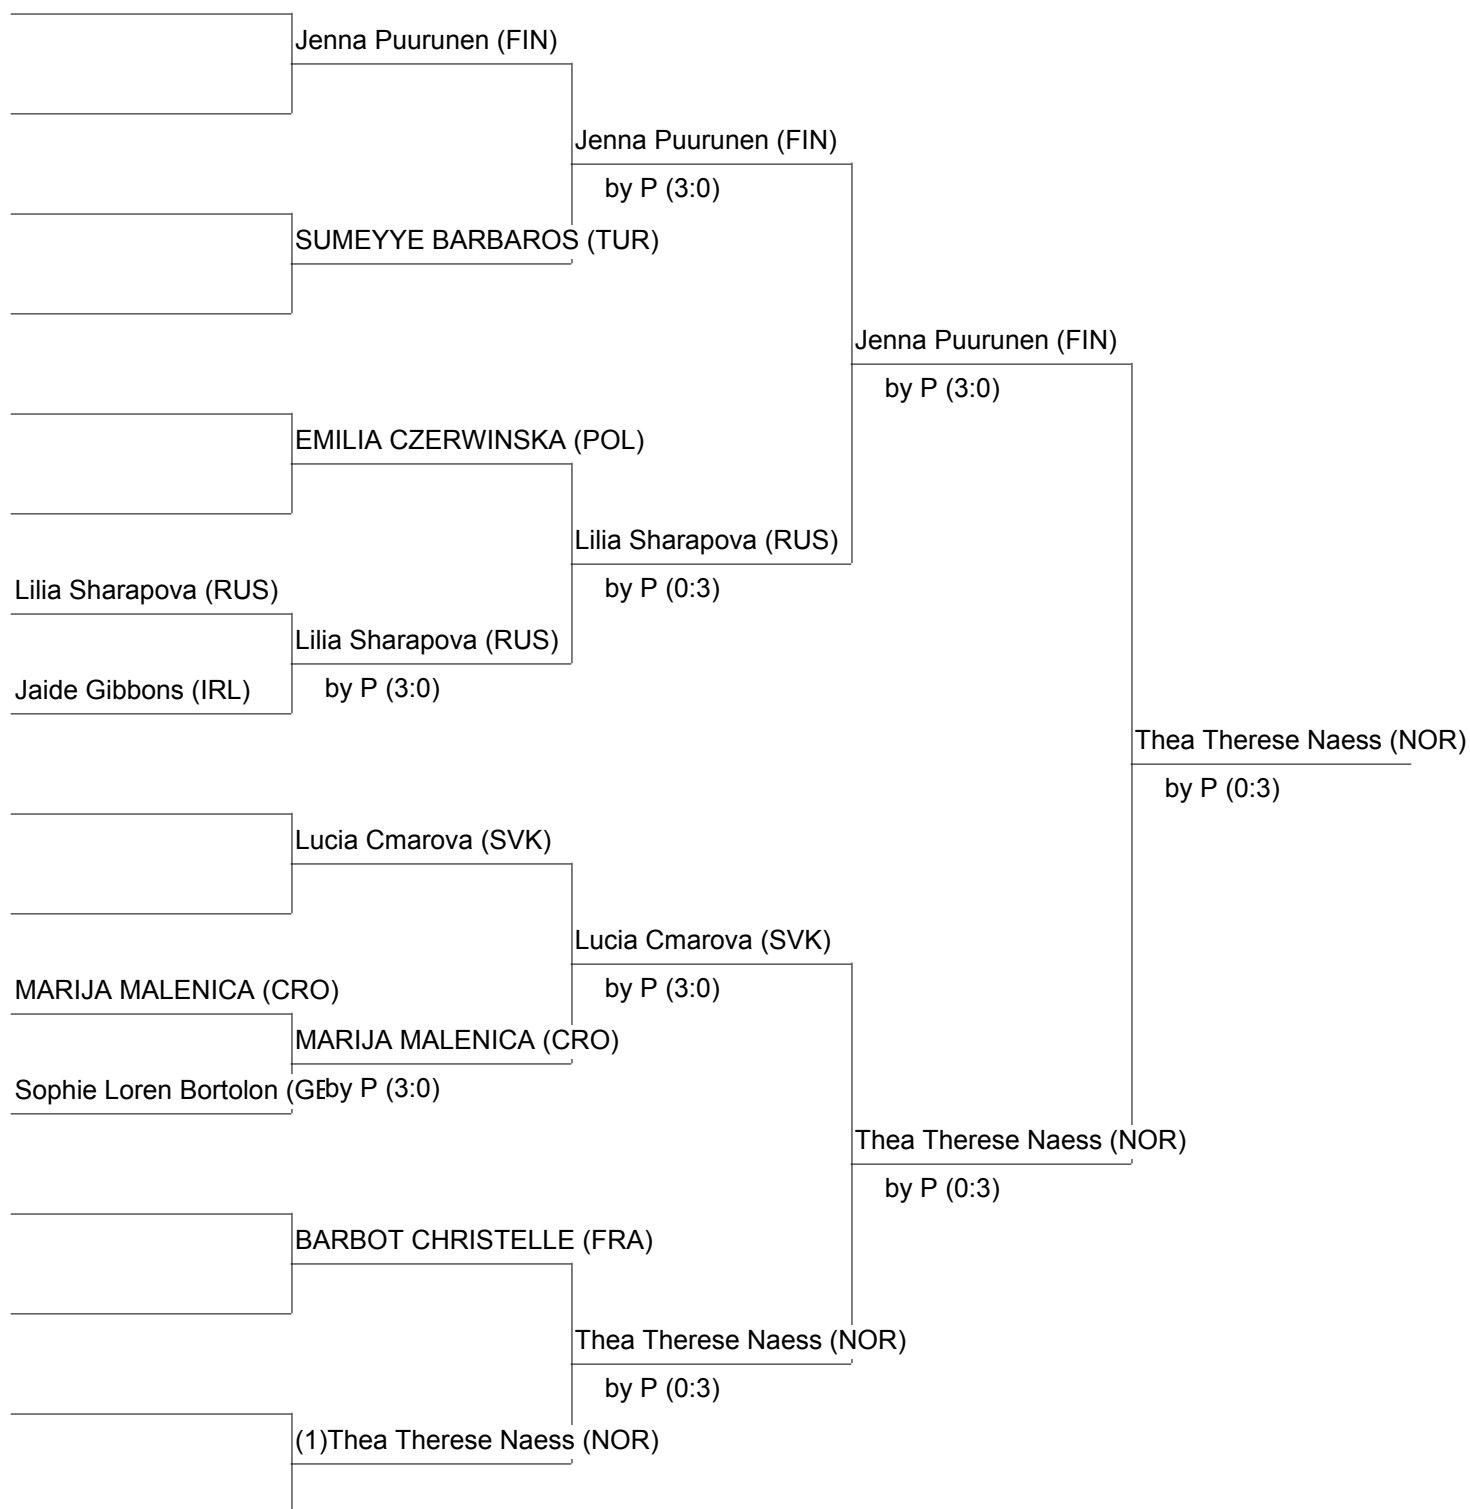 Jenna Puurunen (FIN)
Jenna Puurunen (FIN)
by P (3:0)
SUMEYYE BARBAROS (TUR)
Jenna Puurunen (FIN)
by P (3:0)
EMILIA CZERWINSKA (POL)
Lilia Sharapova (RUS)
by P (0:3)
Lilia Sharapova (RUS)
Lilia Sharapova (RUS)
by P (3:0)
Jaide Gibbons (IRL)
Thea Therese Naess (NOR)
by P (0:3)
Lucia Cmarova (SVK)
Lucia Cmarova (SVK)
by P (3:0)
MARIJA MALENICA (CRO)
MARIJA MALENICA (CRO)
by P (3:0)
Sophie Loren Bortolon
Thea Therese Naess (NOR)
by P (0:3)
BARBOT CHRISTELLE (FRA)
Thea Therese Naess (NOR)
by P (0:3)
(1)Thea Therese Naess (NOR)